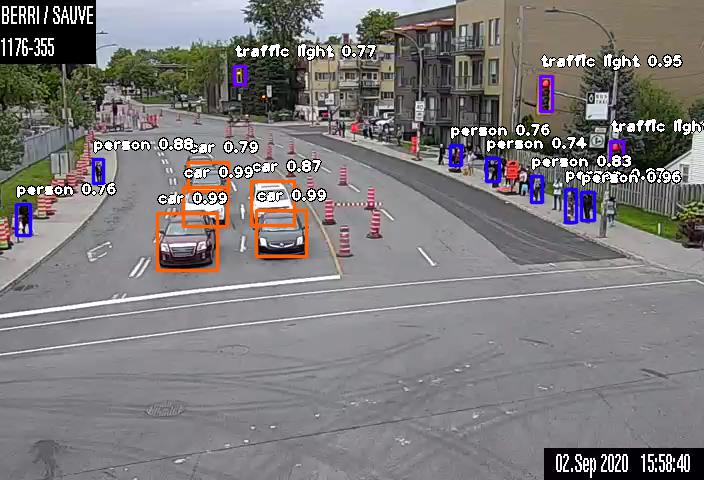 BERRI / SAUVE
1176-355
traffic light 0.77
traffic light 0.95
traffic ligh
person 0.88
car 0.79
person 0.76
person 0.74
car 0.99
car 0.87
person 0.83
person 0.76
person 0.96
car 0.99
car 0.99
02.Sep 2020 15:58:40